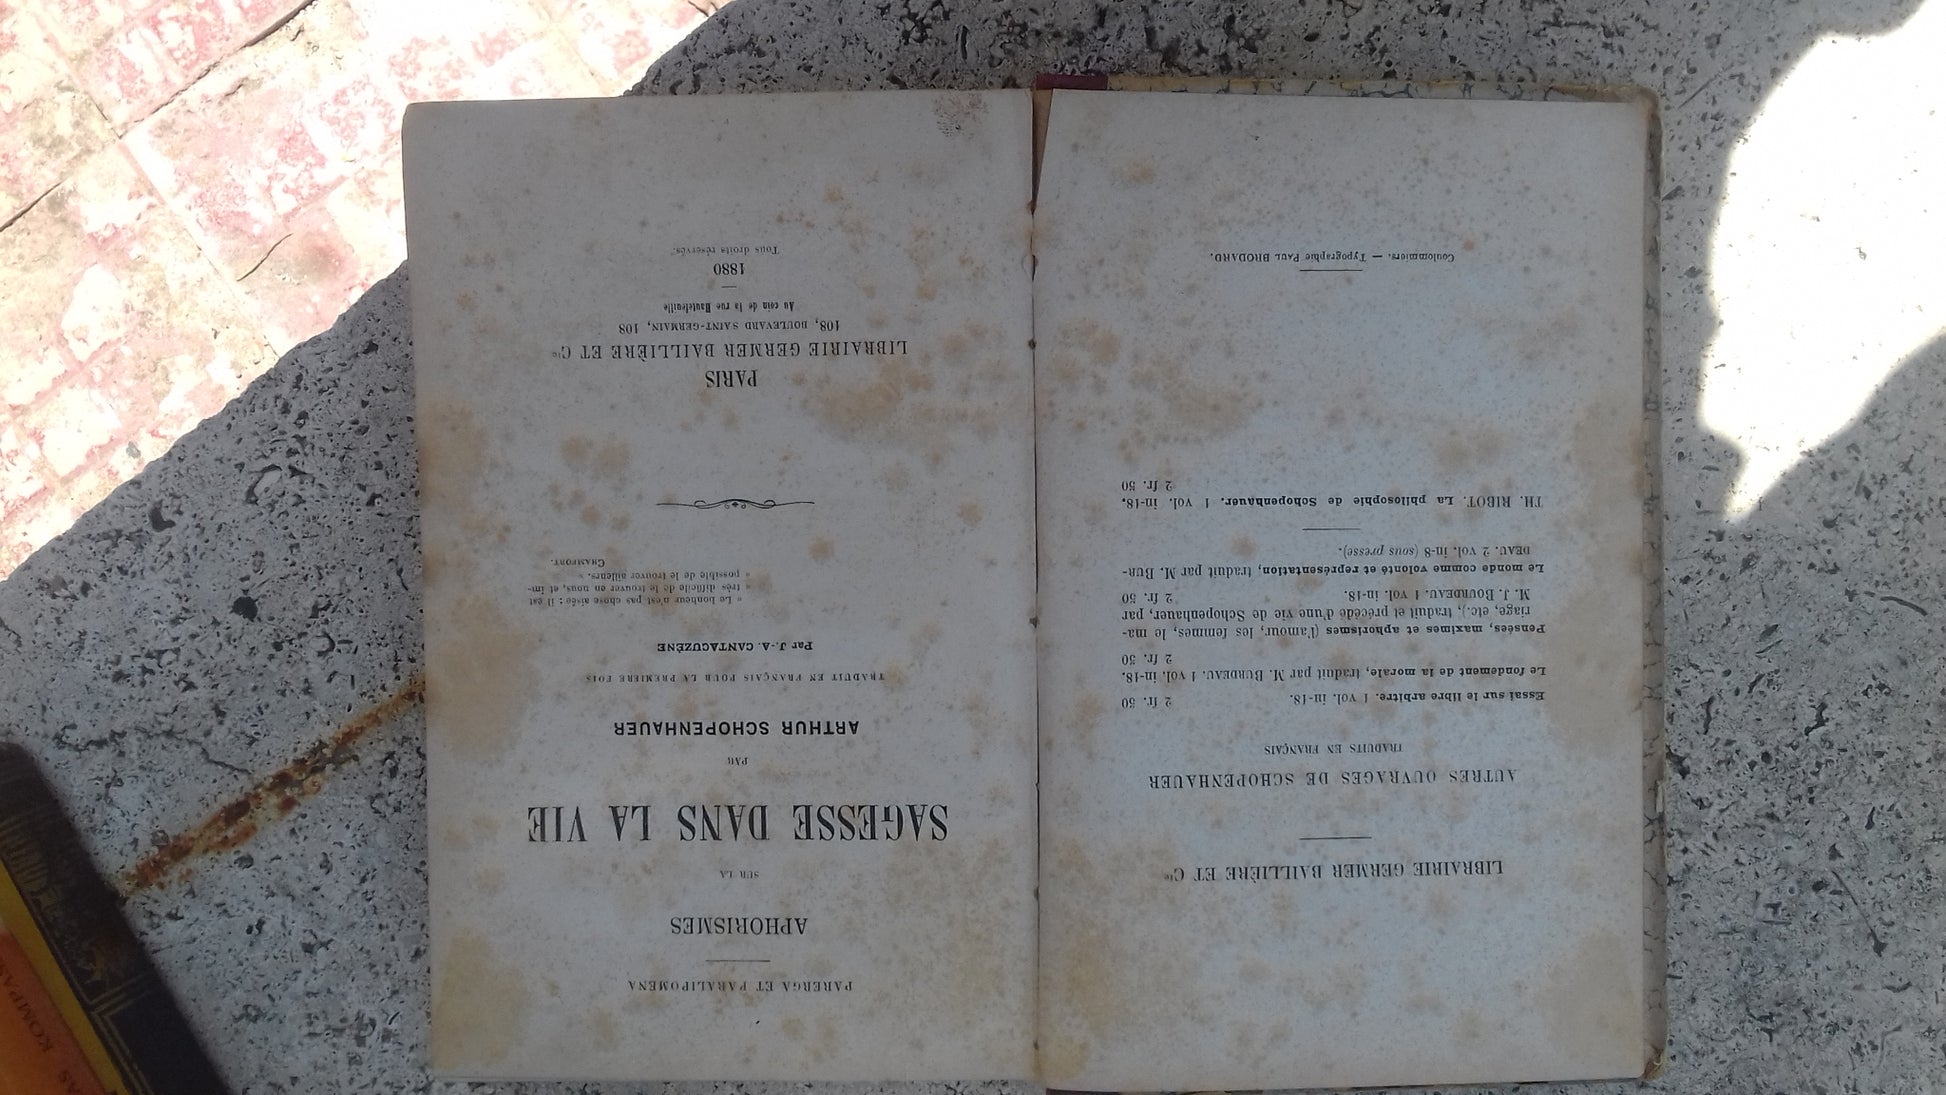 LIBRAIRIE GERMER BAILLIÈRE ET Cie
AUTRES OUVRAGES DE SCHOPENHAUER
TRADUITS EN FRANÇAIS
Essai sur le libre arbitre. 1 vol. in-18. 2 fr. 50
Le fondement de la morale, traduit par M. BURDEAU. 1 vol. in-18.
2 fr. 50
Pensées, maximes et aphorismes (l'amour, les femmes, le ma-
riage, etc.), traduit et précédé d'une vie de Schopenhauer, par
M. J. BOURDEAU. 1 vol. in-18. 2 fr. 50
Le monde comme volonté et représentation, traduit par M. BUR-
DEAU. 2 vol. in-8 (sous presse).
TH. RIBOT. La philosophie de Schopenhauer. 1 vol. in-18,
2 fr. 50
Coulommiers. — Typographie PAUL BRODARD.
PARERGA ET PARALIPOMENA
APHORISMES
SUR LA
SAGESSE DANS LA VIE
PAR
ARTHUR SCHOPENHAUER
TRADUIT EN FRANÇAIS POUR LA PREMIÈRE FOIS
Par J.-A. CANTACUZÈNE
« Le bonheur n'est pas chose aisée : il est
« très difficile de le trouver en nous, et im-
« possible de le trouver ailleurs. »
CHAMFORT.
PARIS
LIBRAIRIE GERMER BAILLIÈRE ET Cie
108, BOULEVARD SAINT-GERMAIN, 108
Au coin de la rue Hautefeuille
1880
Tous droits réservés.